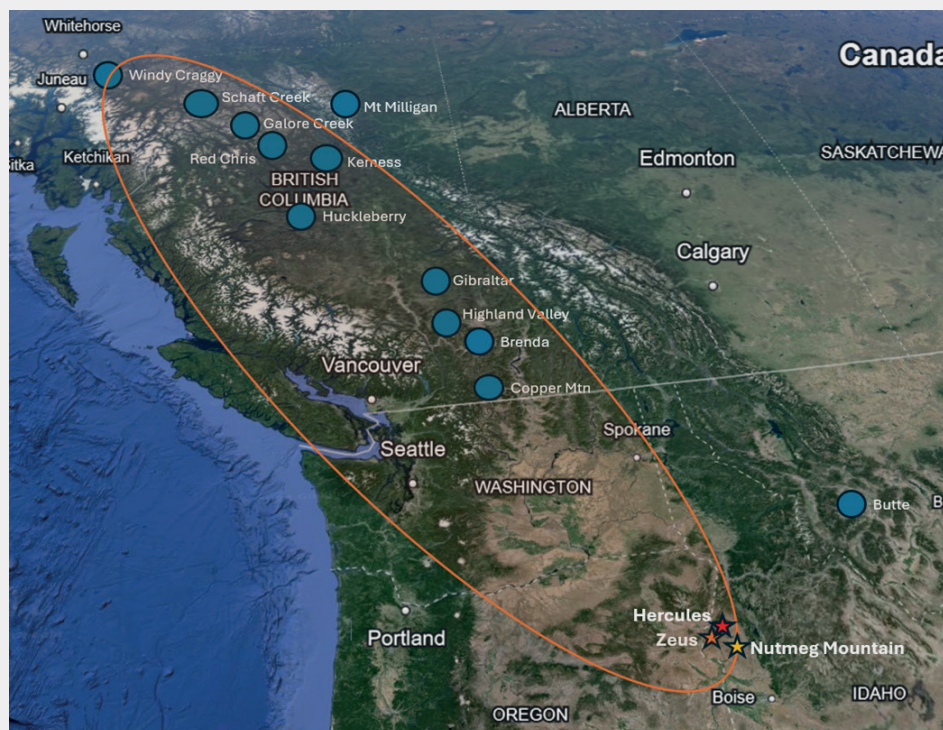 Whitehorse
Canada
Windy Craggy
Juneau
Schaft Creek
Mt Milligan
ALBERTA
Galore Creek
Red Chris
Kemess
Ketchikan
Edmonton
SASKATCHEWA
itka
BRITISH
COLUMBIA
Huckleberry
Calgary
Gibraltar
Highland Valley
Brenda
Vancouver
Copper Mtn
Spokane
Seattle
WASHINGTON
Butte
B
Hercules
Zeus
Nutmeg Mountain
Portland
Boise
IDAHO
OREGON